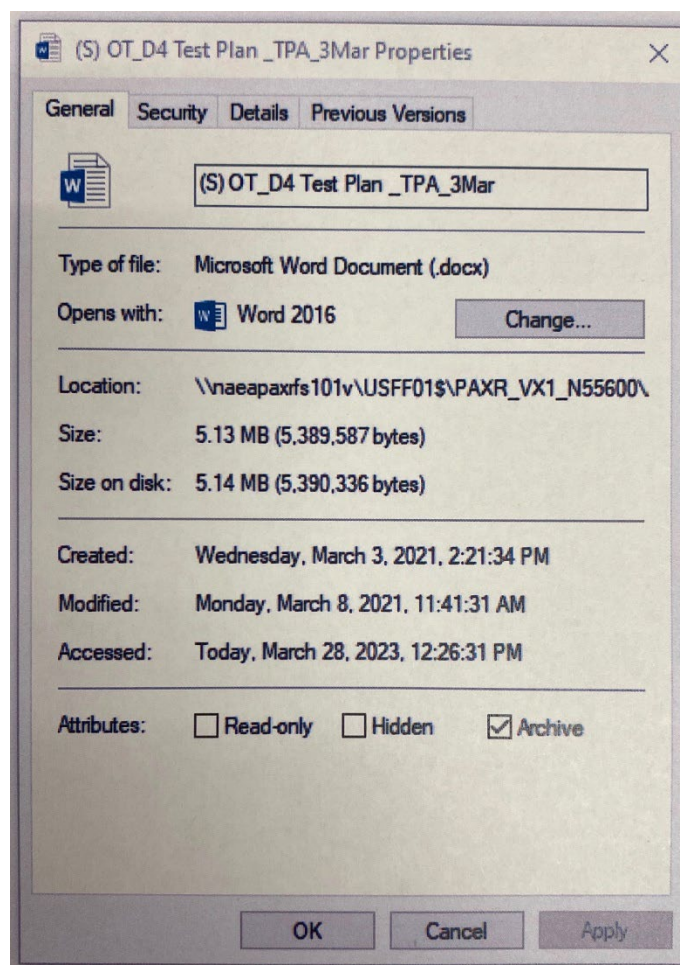 (S) OT_D4 Test Plan _TPA_3Mar Properties
General Security Details Previous Versions
(S) OT_D4 Test Plan _TPA_3Mar
Type of file: Microsoft Word Document (.docx)
Opens with: Word 2016 Change...
Location: \\naeapaxrfs101v\USFF01$\PAXR_VX1_N55600\
Size: 5.13 MB (5,389,587 bytes)
Size on disk: 5.14 MB (5,390,336 bytes)
Created: Wednesday, March 3, 2021, 2:21:34 PM
Modified: Monday, March 8, 2021, 11:41:31 AM
Accessed: Today, March 28, 2023, 12:26:31 PM
Attributes: Read-only Hidden Archive
OK Cancel Apply